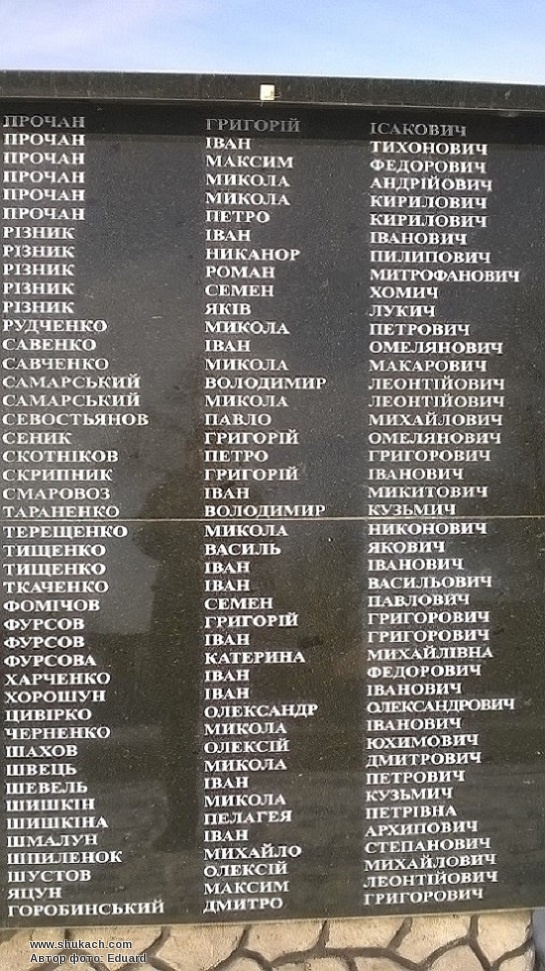 ПРОЧАН ГРИГОРІЙ ІСАКОВИЧ
ПРОЧАН ІВАН ТИХОНОВИЧ
ПРОЧАН МАКСИМ ФЕДОРОВИЧ
ПРОЧАН МИКОЛА АНДРІЙОВИЧ
ПРОЧАН МИКОЛА КИРИЛОВИЧ
ПРОЧАН ПЕТРО КИРИЛОВИЧ
РІЗНИК ІВАН ІВАНОВИЧ
РІЗНИК НИКАНОР ПИЛИПОВИЧ
РІЗНИК РОМАН МИТРОФАНОВИЧ
РІЗНИК СЕМЕН ХОМИЧ
РІЗНИК ЯКІВ ЛУКИЧ
РУДЧЕНКО МИКОЛА ПЕТРОВИЧ
САВЕНКО ІВАН ОМЕЛЯНОВИЧ
САВЧЕНКО МИКОЛА МАКАРОВИЧ
САМАРСЬКИЙ ВОЛОДИМИР ЛЕОНТІЙОВИЧ
САМАРСЬКИЙ МИКОЛА ЛЕОНТІЙОВИЧ
СЕВОСТЬЯНОВ ПАВЛО МИХАЙЛОВИЧ
СЕНИК ГРИГОРІЙ ОМЕЛЯНОВИЧ
СКОТНІКОВ ПЕТРО ГРИГОРОВИЧ
СКРИПНИК ГРИГОРІЙ ІВАНОВИЧ
СМАРОВОЗ ІВАН МИКИТОВИЧ
ТАРАНЕНКО ВОЛОДИМИР КУЗЬМИЧ
ТЕРЕЩЕНКО МИКОЛА НИКОНОВИЧ
ТИЩЕНКО ВАСИЛЬ ЯКОВИЧ
ТИЩЕНКО ІВАН ІВАНОВИЧ
ТКАЧЕНКО ІВАН ВАСИЛЬОВИЧ
ФОМІЧОВ СЕМЕН ПАВЛОВИЧ
ФУРСОВ ГРИГОРІЙ ГРИГОРОВИЧ
ФУРСОВ ІВАН ГРИГОРОВИЧ
ФУРСОВА КАТЕРИНА МИХАЙЛІВНА
ХАРЧЕНКО ІВАН ФЕДОРОВИЧ
ХОРОШУН ІВАН ІВАНОВИЧ
ЦИВІРКО ОЛЕКСАНДР ОЛЕКСАНДРОВИЧ
ЧЕРНЕНКО МИКОЛА ІВАНОВИЧ
ШАХОВ ОЛЕКСІЙ ЮХИМОВИЧ
ШВЕЦЬ МИКОЛА ДМИТРОВИЧ
ШЕВЕЛЬ ІВАН ПЕТРОВИЧ
ШИШКІН МИКОЛА КУЗЬМИЧ
ШИШКІНА ПЕЛАГЕЯ ПЕТРІВНА
ШМАЛУН ІВАН АРХИПОВИЧ
ШПИЛЕНОК МИХАЙЛО СТЕПАНОВИЧ
ШУСТОВ ОЛЕКСІЙ МИХАЙЛОВИЧ
ЯЦУН МАКСИМ ЛЕОНТІЙОВИЧ
ГОРОБИНСЬКИЙ ДМИТРО ГРИГОРОВИЧ
www.shukach.com
Автор фото: Eduard